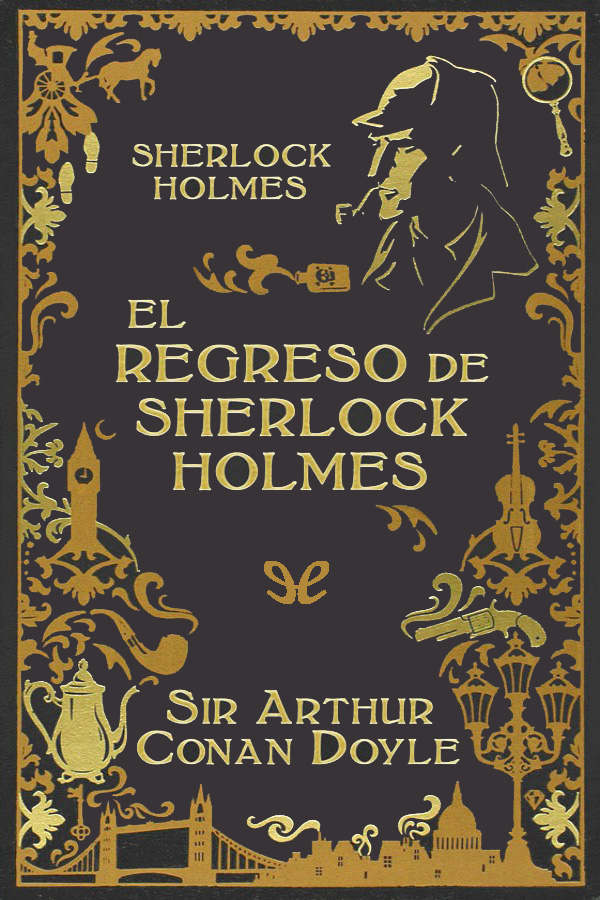 SHERLOCK
HOLMES
EL
REGRESO DE
SHERLOCK
HOLMES
SIR ARTHUR
CONAN DOYLE